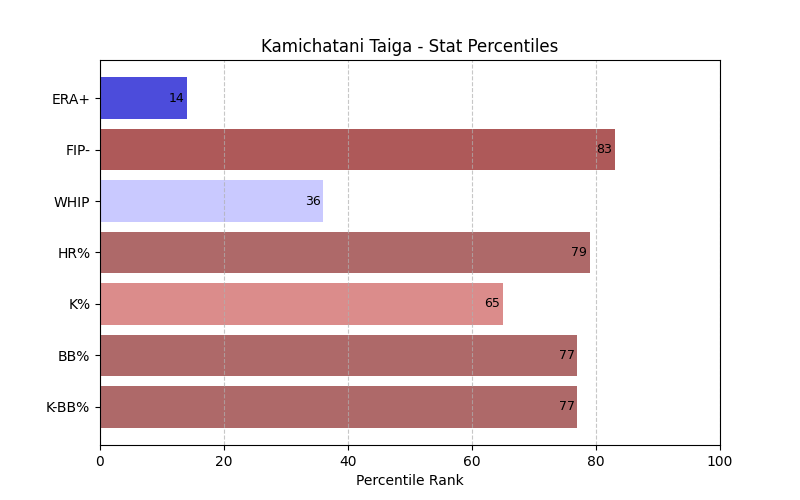 Kamichatani Taiga - Stat Percentiles
ERA+ 14
FIP- 83
WHIP 36
HR% 79
K% 65
BB% 77
K-BB% 77
0 20 40 60 80 100
Percentile Rank